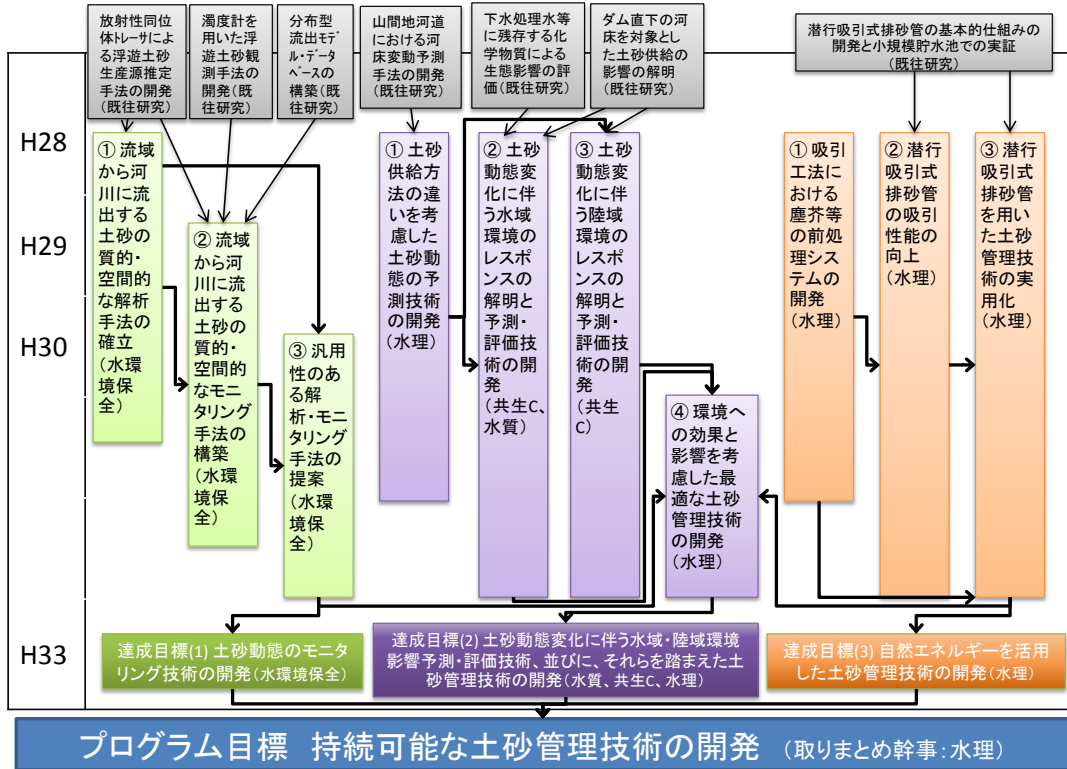 放射性同位
体トレーサによ
る浮遊土砂
生産源推定
手法の開発
(既往研究)
濁度計を
用いた浮
遊土砂観
測手法の
開発(既
往研究)
分布型
流出モデ
ル・データ
ベースの
構築(既
往研究)
山間地河道
における河
床変動予測
手法の開発
(既往研究)
下水処理水等
に残存する化
学物質による
生態影響の評
価(既往研究)
ダム直下の河
床を対象とし
た土砂供給の
影響の解明
(既往研究)
潜行吸引式排砂管の基本的仕組みの
開発と小規模貯水池での実証
(既往研究)
H28
H29
H30
H33
① 流域
から河
川に流
出する
土砂の
質的・
空間的
な解析
手法の
確立
(水環
境保
全)
② 流域
から河
川に流
出する
土砂の
質的・
空間的
なモニ
タリング
手法の
構築
(水環
境保
全)
③ 汎用
性のあ
る解
析・モニ
タリング
手法の
提案
(水環
境保
全)
① 土砂
供給方
法の違
いを考
慮した
土砂動
態の予
測技術
の開発
(水理)
② 土砂
動態変
化に伴
う水域
環境の
レスポ
ンスの
解明と
予測・
評価技
術の開
発
(共生C、
水質)
③ 土砂
動態変
化に伴
う陸域
環境の
レスポ
ンスの
解明と
予測・
評価技
術の開
発
(共生
C)
④ 環境へ
の効果と
影響を考
慮した最
適な土砂
管理技術
の開発
(水理)
① 吸引
工法に
おける
塵芥等
の前処
理シス
テムの
開発
(水理)
② 潜行
吸引式
排砂管
の吸引
性能の
向上
(水理)
③ 潜行
吸引式
排砂管
を用い
た土砂
管理技
術の実
用化
(水理)
達成目標(1) 土砂動態のモニタ
リング技術の開発(水環境保全)
達成目標(2) 土砂動態変化に伴う水域・陸域環境
影響予測・評価技術、並びに、それらを踏まえた土
砂管理技術の開発(水質、共生C、水理)
達成目標(3) 自然エネルギーを活用
した土砂管理技術の開発(水理)
プログラム目標 持続可能な土砂管理技術の開発 (取りまとめ幹事:水理)